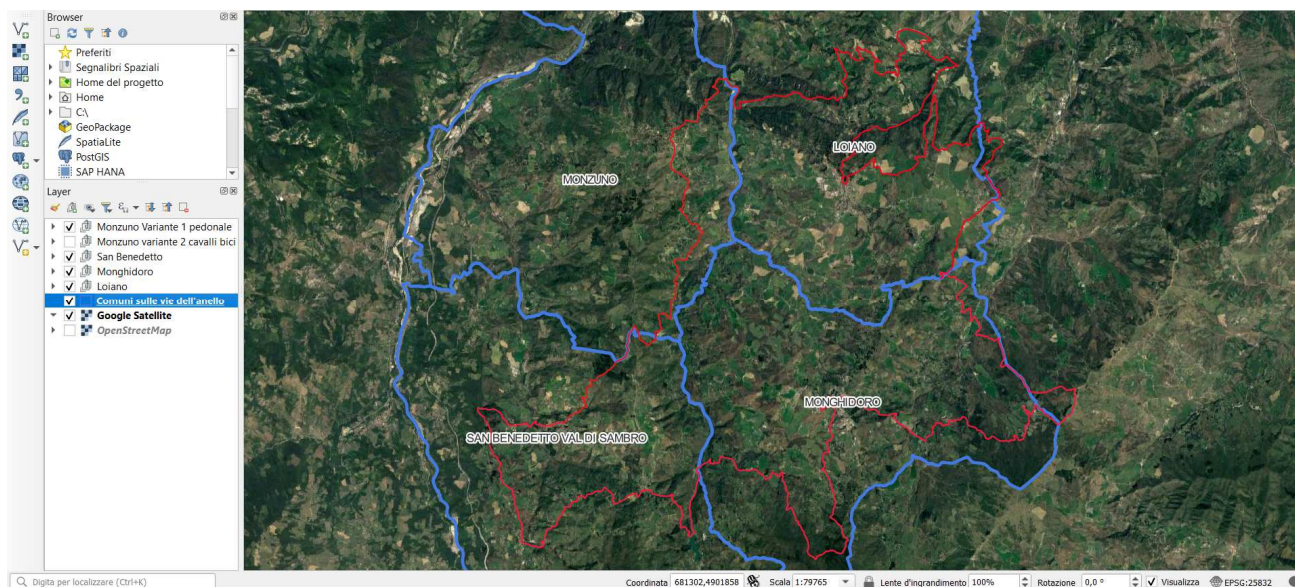 Browser
Preferiti
Segnalibri Spaziali
Home del progetto
Home
C:\
GeoPackage
SpatiaLite
PostGIS
SAP HANA
Layer
Monzuno Variante 1 pedonale
Monzuno variante 2 cavalli bici
San Benedetto
Monghidoro
Loiano
Comuni sulle vie dell'anello
Google Satellite
OpenStreetMap
LOIANO
MONZUNO
MONGHIDORO
SAN BENEDETTO VAL DI SAMBRO
Digita per localizzare (Ctrl+K) Coordinata 681302,4901858 Scala 1:79765 Lente d'ingrandimento 100% Rotazione 0,0 ° Visualizza EPSG:25832